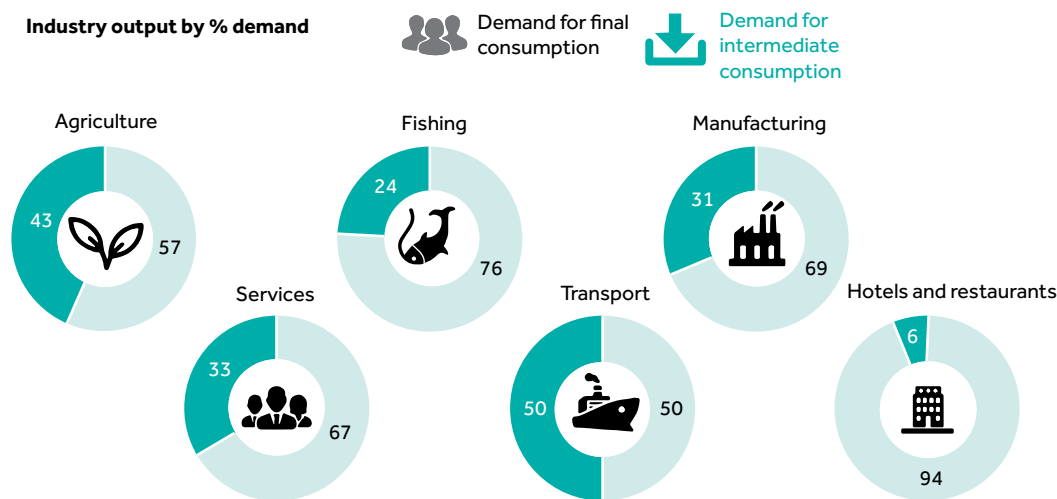 Industry output by % demand
Demand for final
consumption
Demand for
intermediate
consumption
Agriculture
43
57
Fishing
24
76
Manufacturing
31
69
Services
33
67
Transport
50
50
Hotels and restaurants
6
94